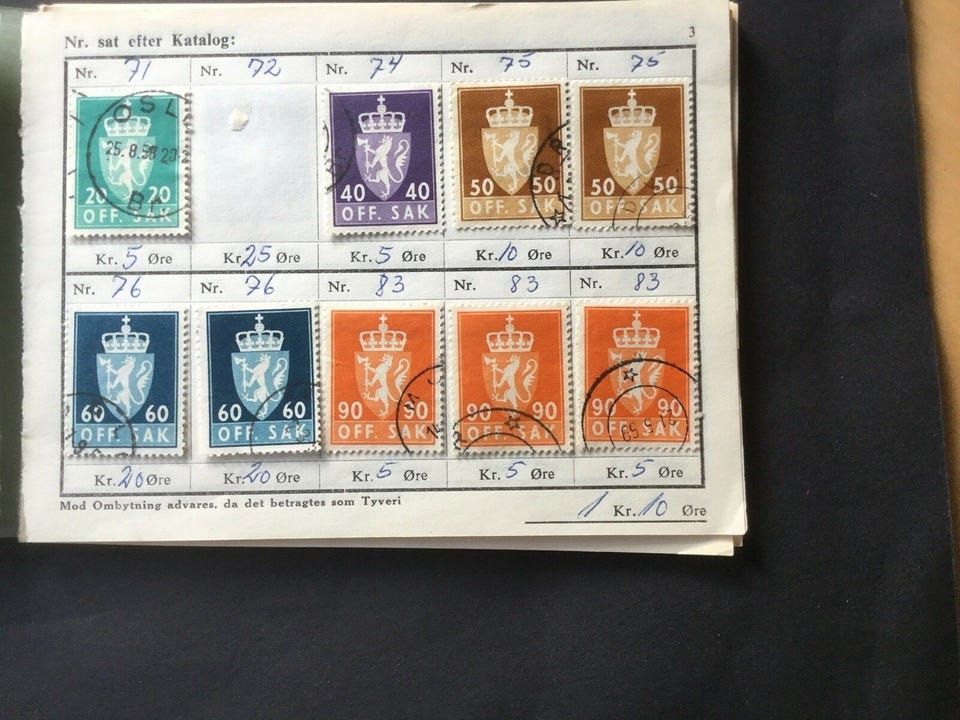 Nr. sat efter Katalog:
3
Nr. 71 Nr. 72 Nr. 74 Nr. 75 Nr. 75
OSL
25.8.58 20-
20 20
OFF. SAK
40 40
OFF. SAK
50 50
OFF. SAK
50 50
OFF. SAK
Kr. 5 Øre Kr. 25 Øre Kr. 5 Øre Kr. 10 Øre Kr. 10 Øre
Nr. 76 Nr. 76 Nr. 83 Nr. 83 Nr. 83
60 60
OFF. SAK
60 60
OFF. SAK
90 90
OFF. SAK
90 90
OFF. SAK
90 90
OFF. SAK
Kr. 20 Øre Kr. 20 Øre Kr. 5 Øre Kr. 5 Øre Kr. 5 Øre
Mod Ombytning advares, da det betragtes som Tyveri
1 Kr. 10 Øre